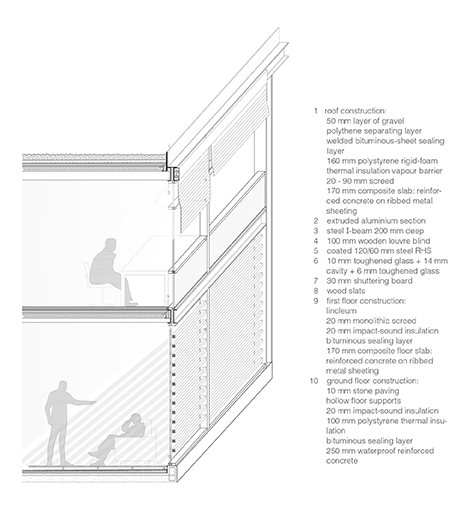 1 roof construction:
50 mm layer of gravel
polythene separating layer
welded bituminous-sheet sealing
layer
160 mm polystyrene rigid-foam
thermal insulation vapour barrier
20 - 90 mm screed
170 mm composite slab: reinfor-
ced concrete on ribbed metal
sheeting
2 extruded aluminium section
3 steel I-beam 200 mm deep
4 100 mm wooden louvre blind
5 coated 120/60 mm steel RHS
6 10 mm toughened glass + 14 mm
cavity + 6 mm toughened glass
7 30 mm shuttering board
8 wood slats
9 first floor construction:
linoleum
20 mm monolithic screed
20 mm impact-sound insulation
bituminous sealing layer
170 mm composite floor slab:
reinforced concrete on ribbed
metal sheeting
10 ground floor construction:
10 mm stone paving
hollow floor supports
20 mm impact-sound insulation
100 mm polystyrene thermal insu-
lation
bituminous sealing layer
250 mm waterproof reinforced
concrete